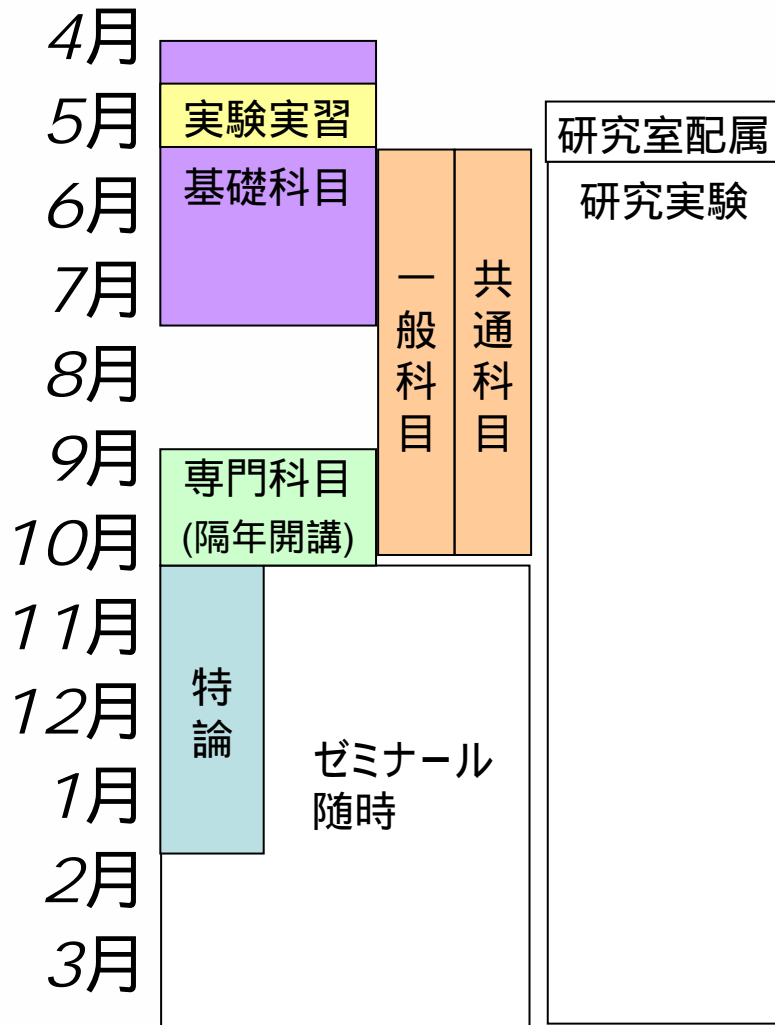 4月
5月
6月
7月
8月
9月
10月
11月
12月
1月
2月
3月
実験実習
基礎科目
専門科目
(隔年開講)
特論
一般科目
共通科目
ゼミナール
随時
研究室配属
研究実験